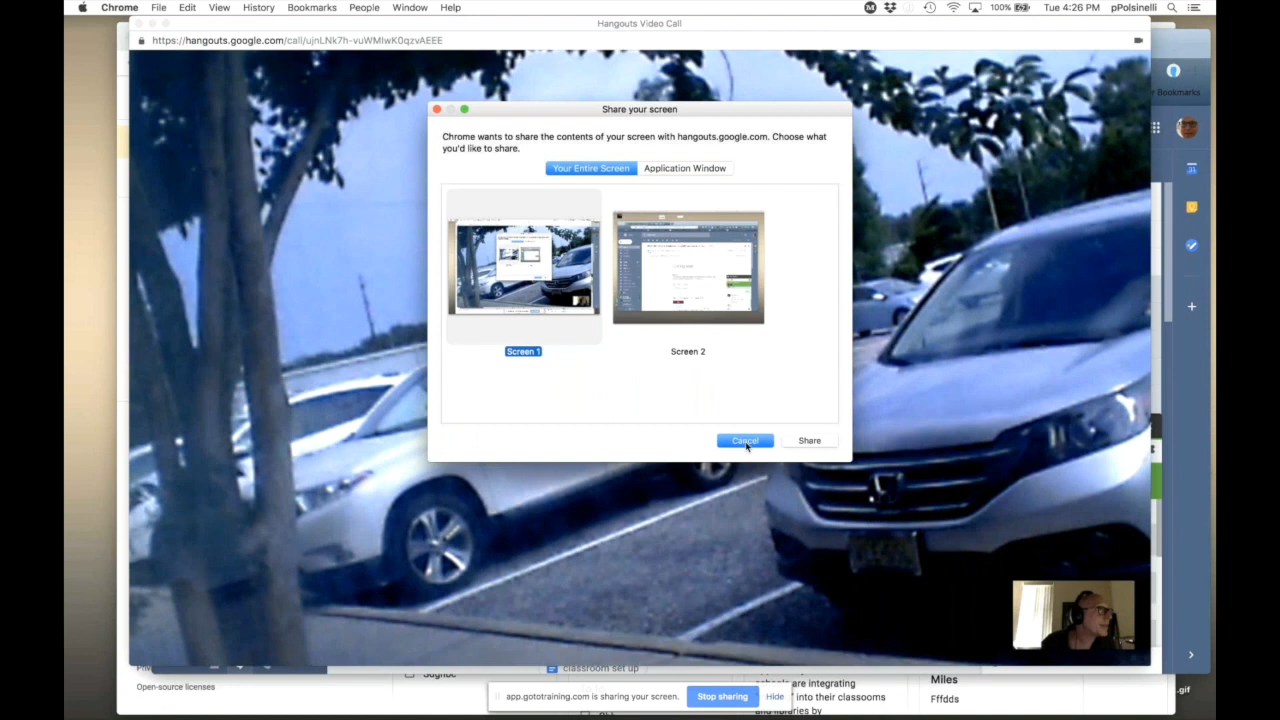 Chrome File Edit View History Bookmarks People Window Help 100% Tue 4:26 PM pPolsinelli
Hangouts Video Call
https://hangouts.google.com/call/ujnLNk7h-vuWMIwK0qzvAEEE
Bookmarks
Share your screen
Chrome wants to share the contents of your screen with hangouts.google.com. Choose what
you'd like to share.
Your Entire Screen Application Window
31
Screen 1 Screen 2
Cancel Share
classroom set up
Open-source licenses
schools are integrating
into their classooms
and libraries by
Miles
Fffdds
.gif
app.gototraining.com is sharing your screen. Stop sharing Hide